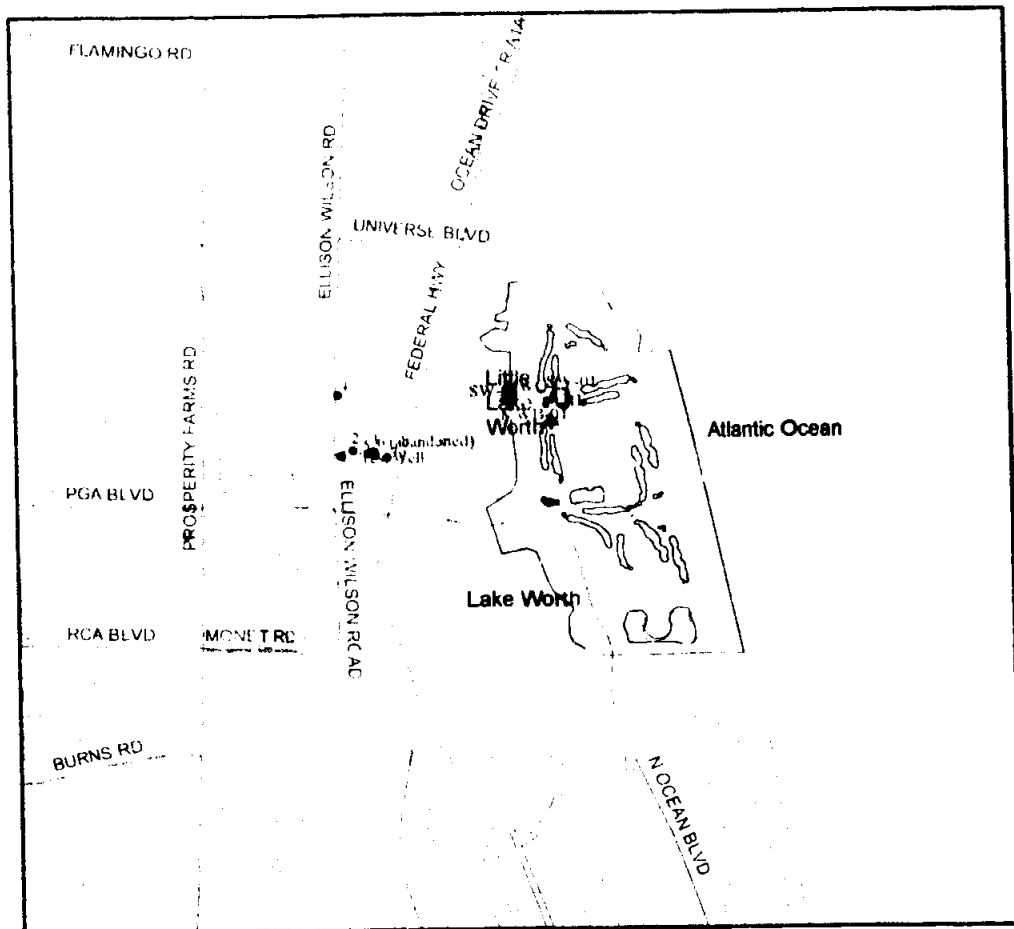 FLAMINGO RD
OCEAN DRIVE
A1A
ELLISON WILSON RD
UNIVERSE BLVD
FEDERAL HWY
PROSPERITY FARMS RD
Little
Lake
Worth
Atlantic Ocean
(abandoned)
PGA BLVD
ELLISON WILSON ROAD
Lake Worth
RCA BLVD
MONET RD
BURNS RD
N OCEAN BLVD